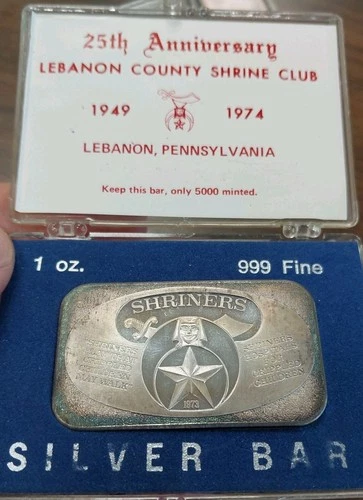 25th Anniversary
LEBANON COUNTY SHRINE CLUB
1949 1974
LEBANON, PENNSYLVANIA
Keep this bar, only 5000 minted.
1 oz. 999 Fine
SHRINERS
1973
SILVER BAR